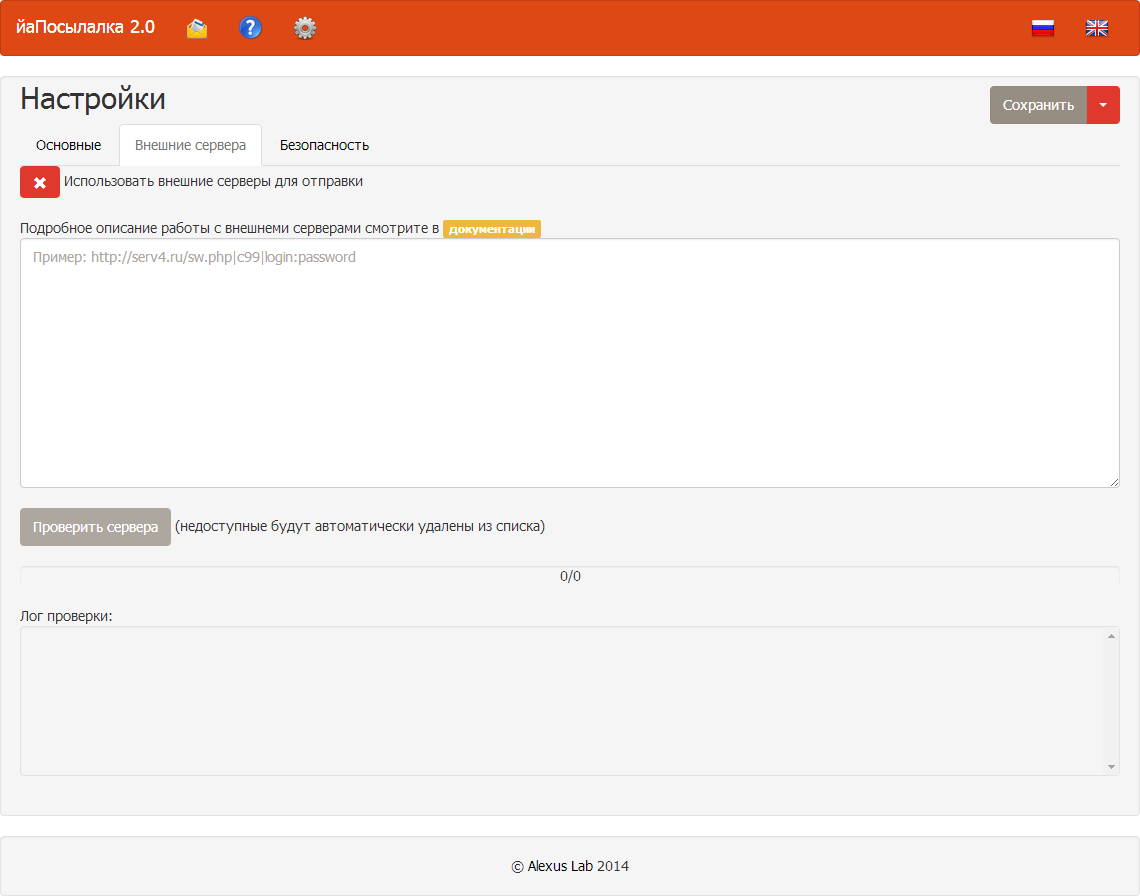 йаПосылалка 2.0
Настройки
Сохранить
Основные
Внешние сервера
Безопасность
Использовать внешние серверы для отправки
Подробное описание работы с внешнеми серверами смотрите в документации
Пример: http://serv4.ru/sw.php|c99|login:password
Проверить сервера (недоступные будут автоматически удалены из списка)
0/0
Лог проверки:
© Alexus Lab 2014